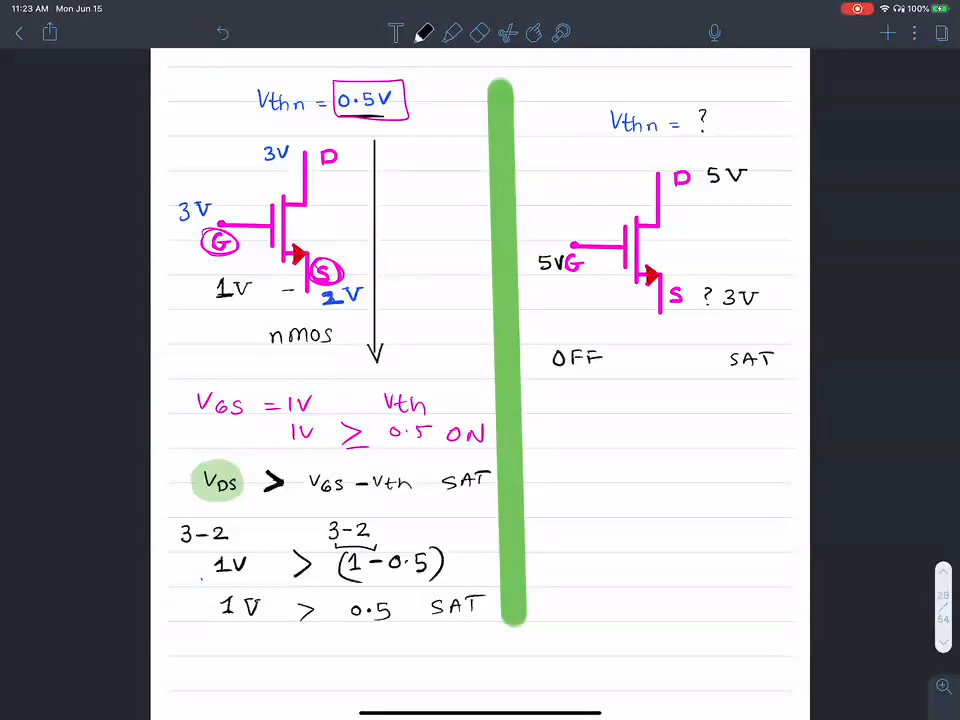 11:23 AM Mon Jun 15
100%
T
Vthn = 0.5V
3V D
3V
G
S
1V - 2V
nmos
VGS = 1V Vth
1V ≥ 0.5 ON
VDS > VGS - Vth SAT
3-2 3-2
1V > (1-0.5)
1V > 0.5 SAT
Vthn = ?
D 5V
5V G
S ? 3V
OFF SAT
29
/
54